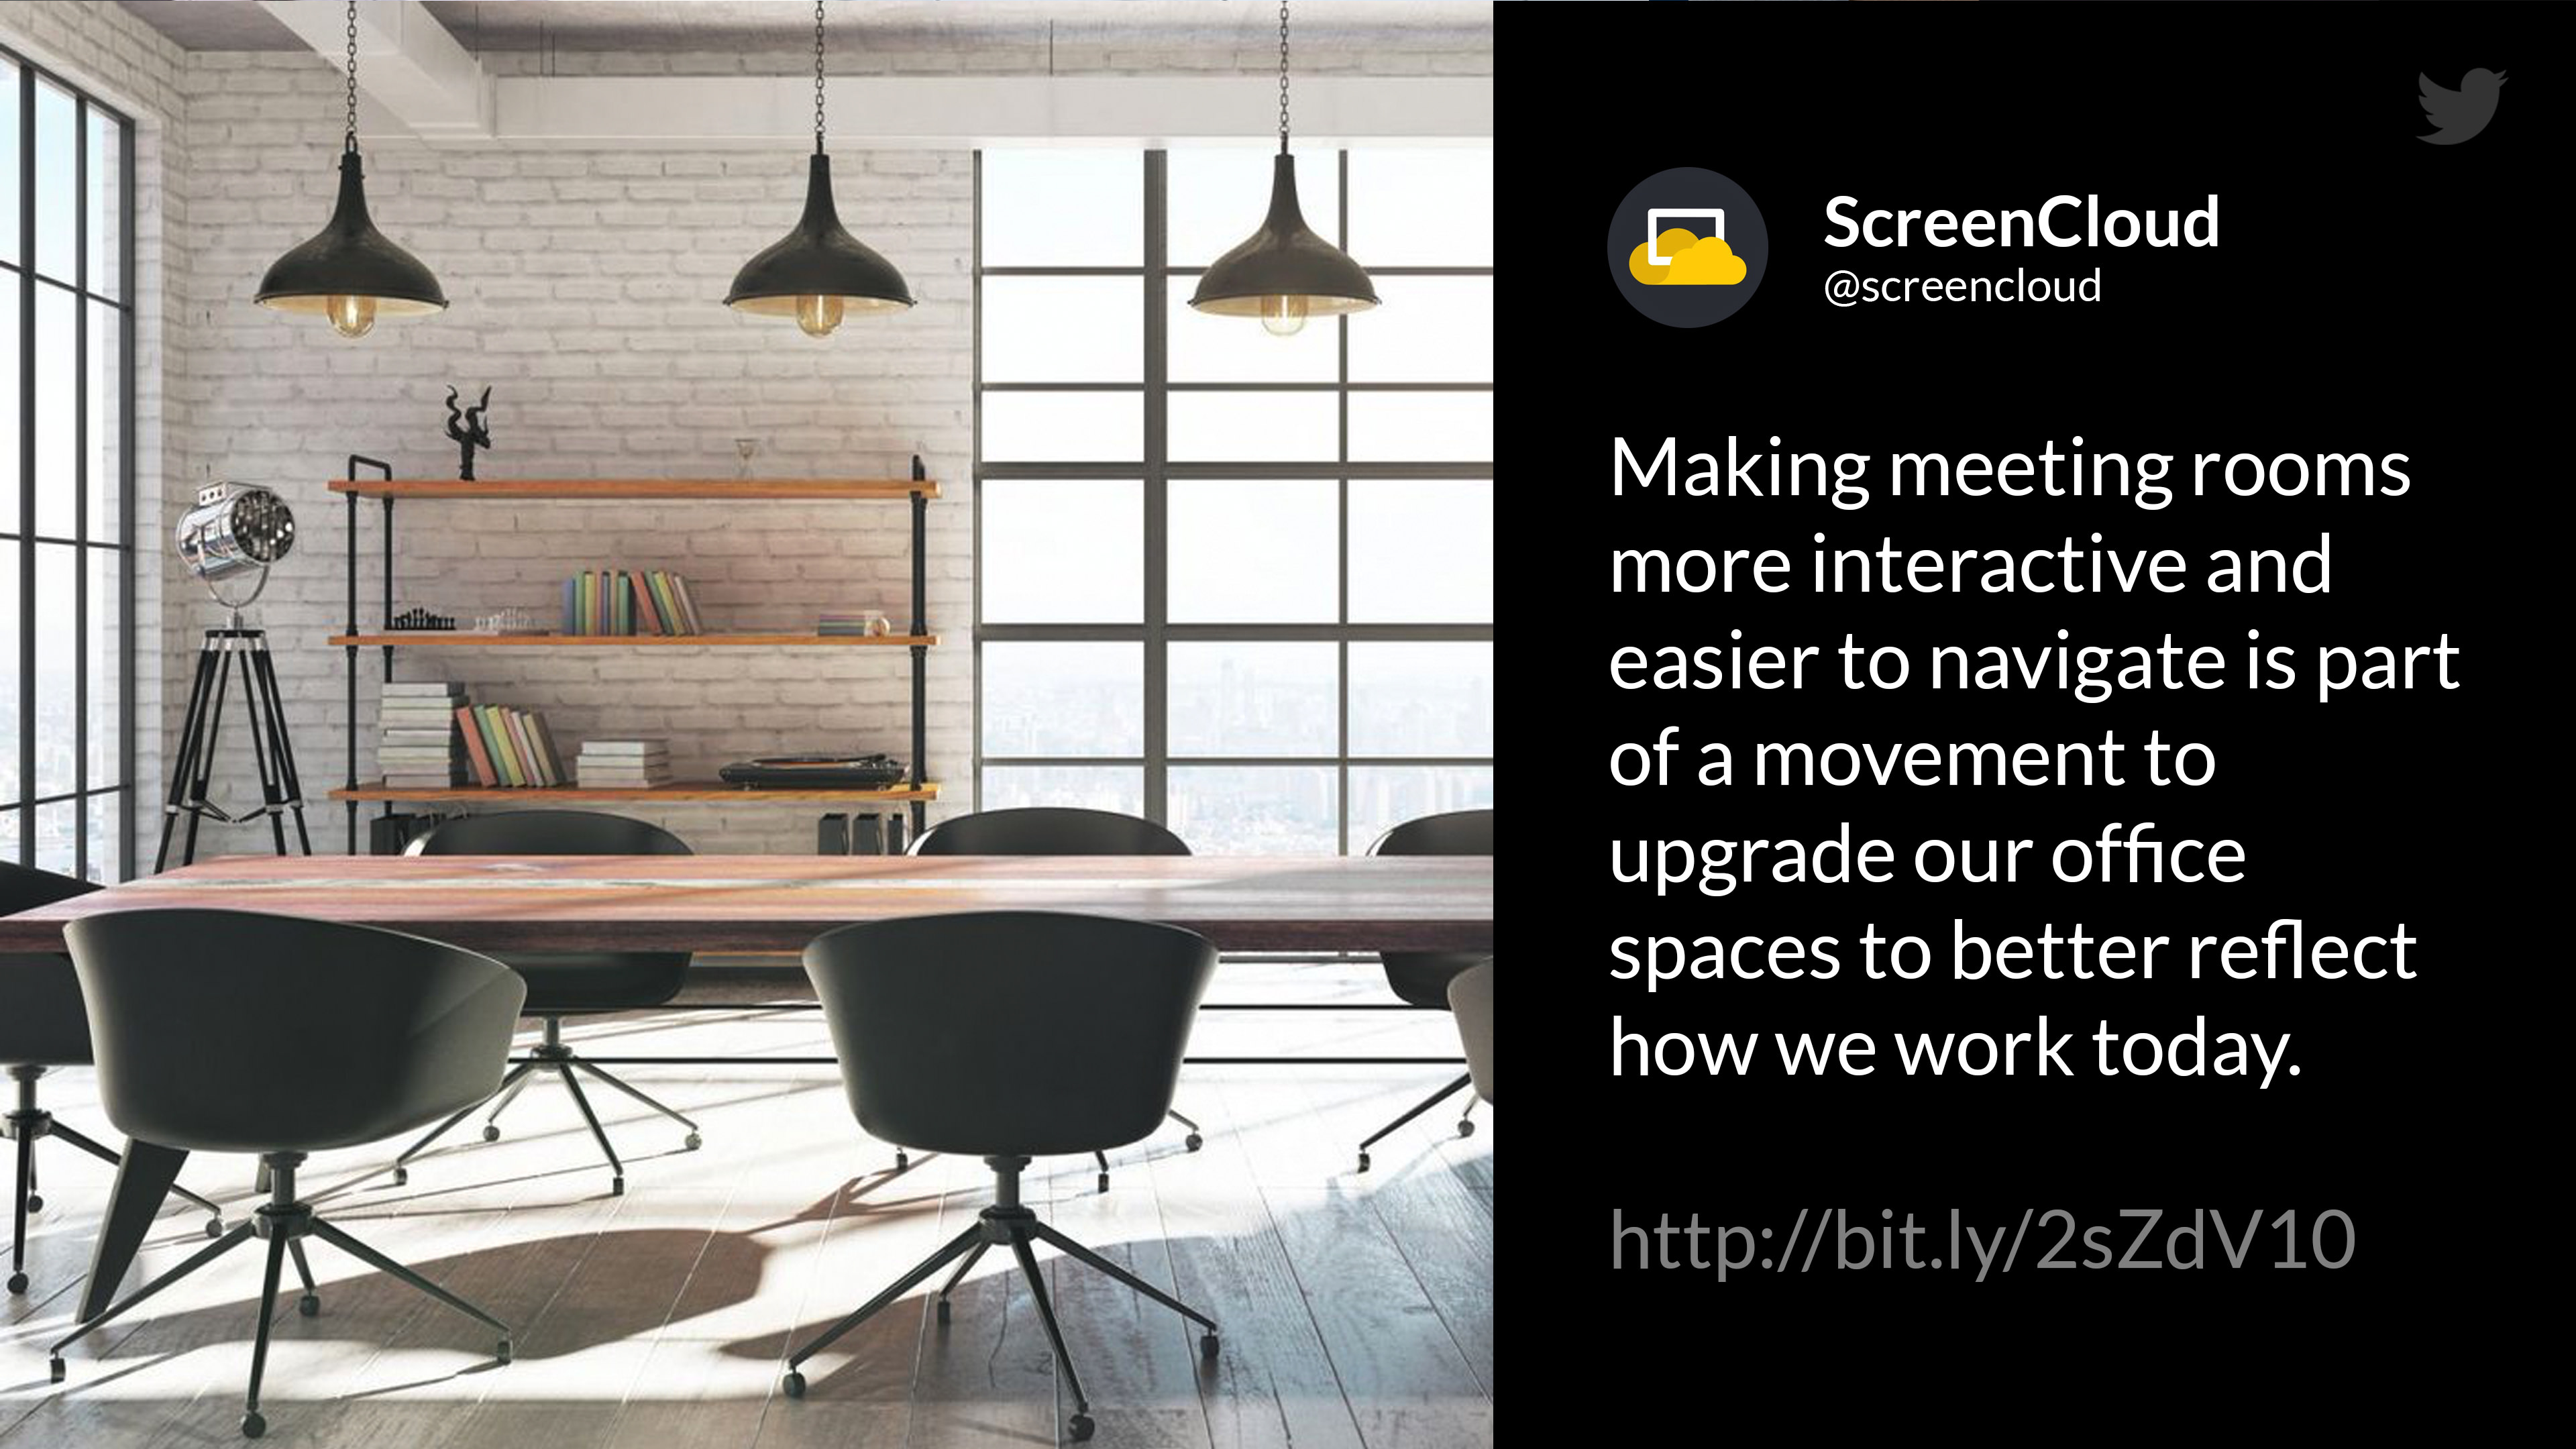 ScreenCloud
@screencloud
Making meeting rooms
more interactive and
easier to navigate is part
of a movement to
upgrade our office
spaces to better reflect
how we work today.
http://bit.ly/2sZdV10